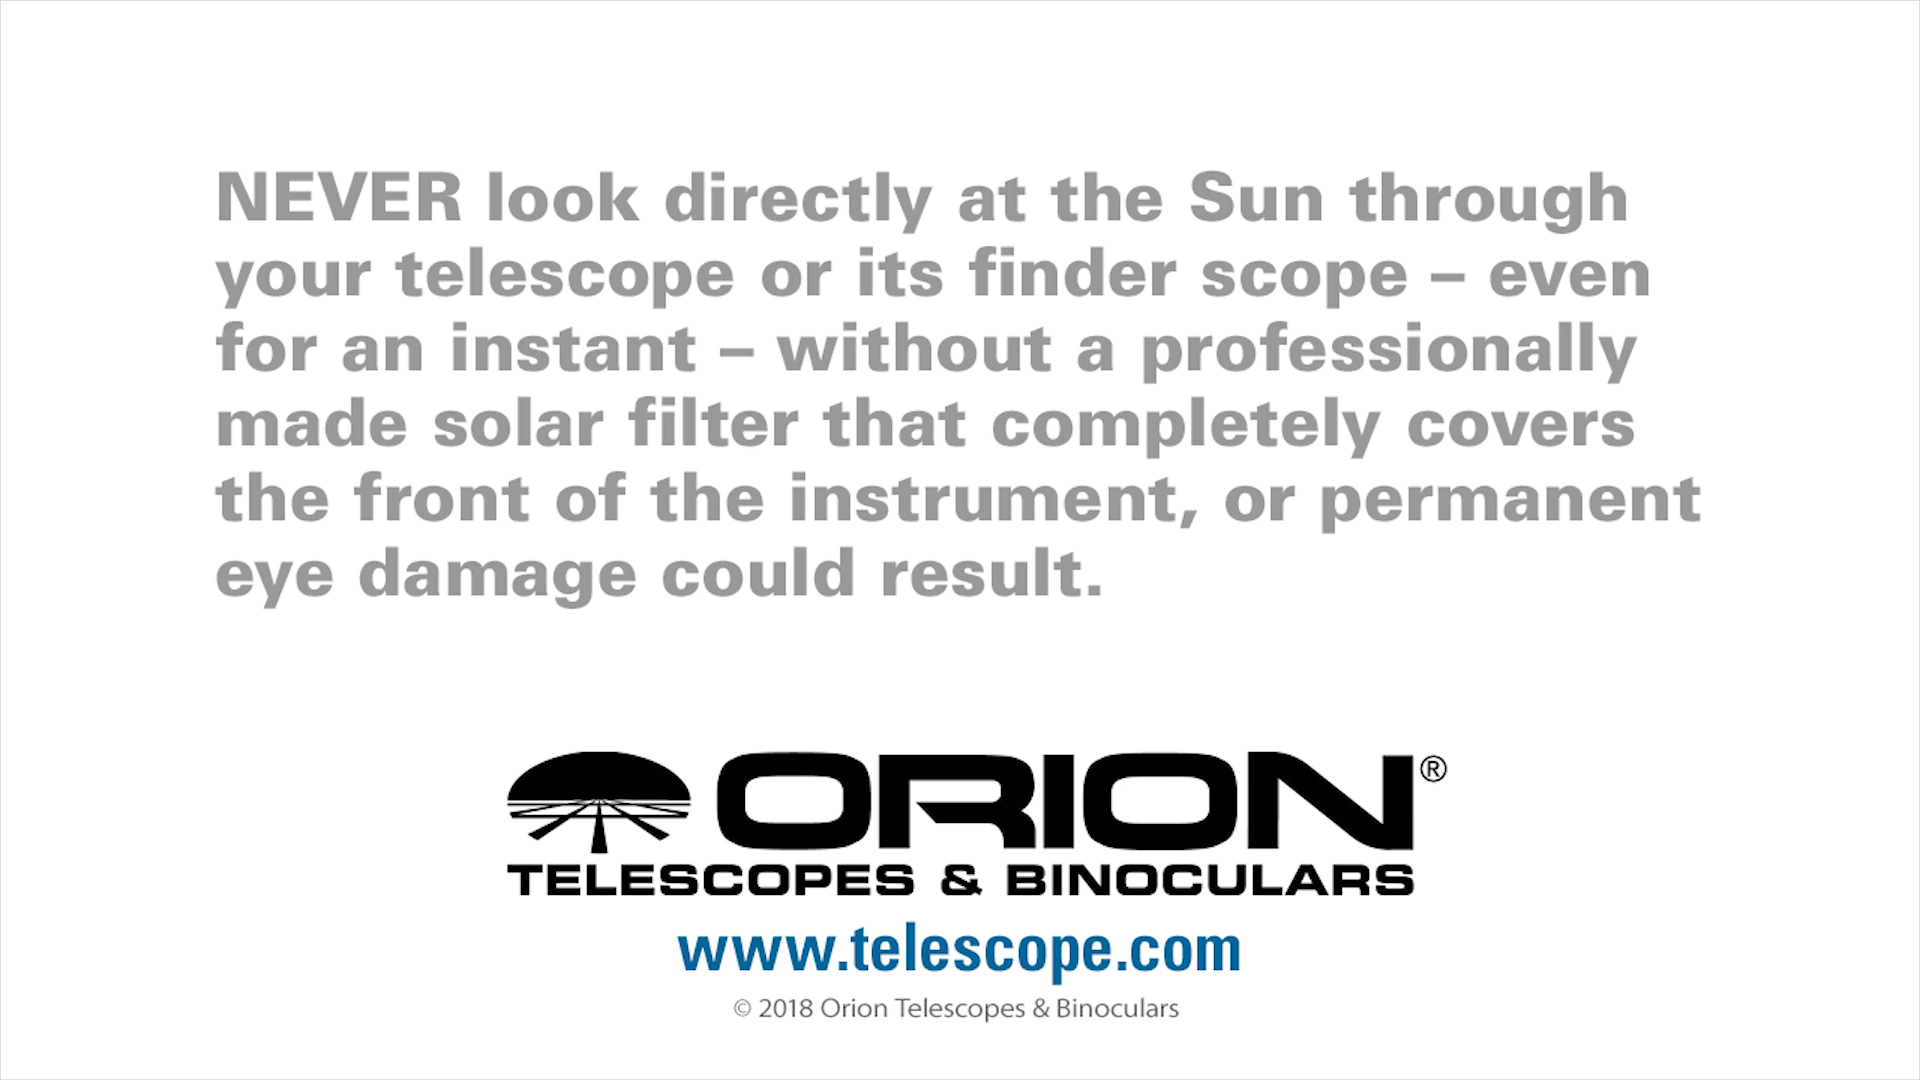 NEVER look directly at the Sun through
your telescope or its finder scope – even
for an instant – without a professionally
made solar filter that completely covers
the front of the instrument, or permanent
eye damage could result.
ORION®
TELESCOPES & BINOCULARS
www.telescope.com
© 2018 Orion Telescopes & Binoculars